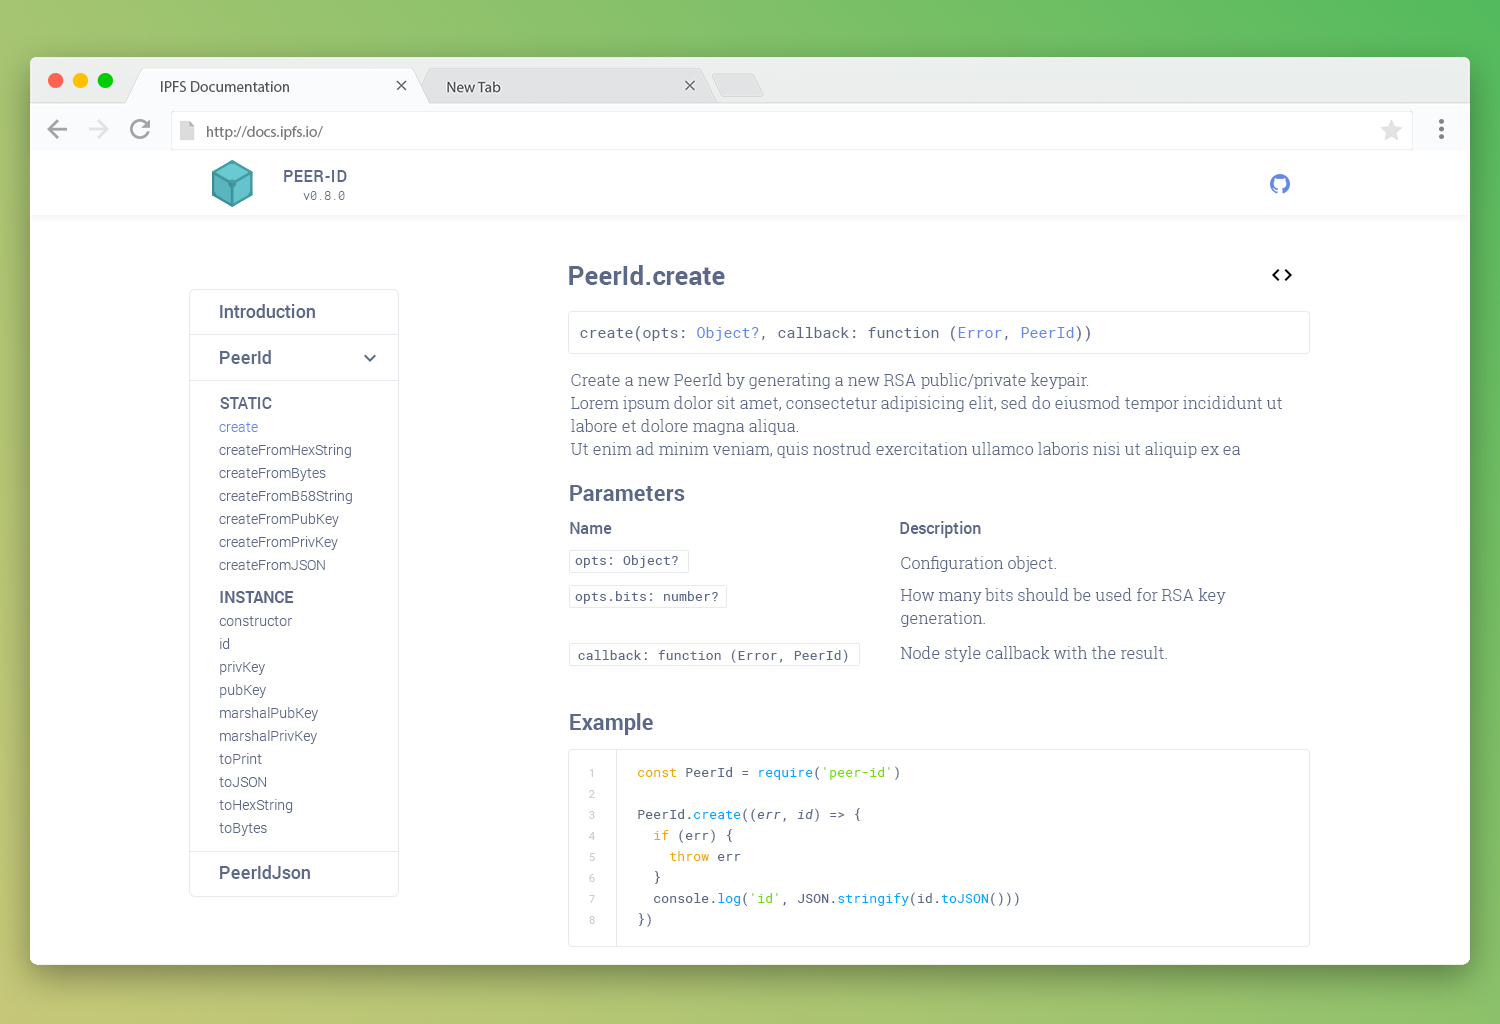 IPFS Documentation
New Tab
http://docs.ipfs.io/
PEER-ID
v0.8.0
Introduction
PeerId
STATIC
create
createFromHexString
createFromBytes
createFromB58String
createFromPubKey
createFromPrivKey
createFromJSON
INSTANCE
constructor
id
privKey
pubKey
marshalPubKey
marshalPrivKey
toPrint
toJSON
toHexString
toBytes
PeerIdJson
PeerId.create
<>
create(opts: Object?, callback: function (Error, PeerId))
Create a new PeerId by generating a new RSA public/private keypair.
Lorem ipsum dolor sit amet, consectetur adipisicing elit, sed do eiusmod tempor incididunt ut
labore et dolore magna aliqua.
Ut enim ad minim veniam, quis nostrud exercitation ullamco laboris nisi ut aliquip ex ea
Parameters
Name Description
opts: Object? Configuration object.
opts.bits: number? How many bits should be used for RSA key
generation.
callback: function (Error, PeerId) Node style callback with the result.
Example
1 const PeerId = require('peer-id')
2
3 PeerId.create((err, id) => {
4 if (err) {
5 throw err
6 }
7 console.log('id', JSON.stringify(id.toJSON()))
8 })